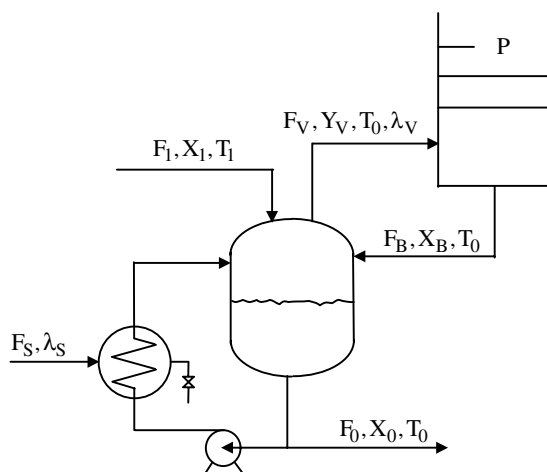 P
F_V, Y_V, T_0, λ_V
F_1, X_1, T_1
F_B, X_B, T_0
F_S, λ_S
F_0, X_0, T_0